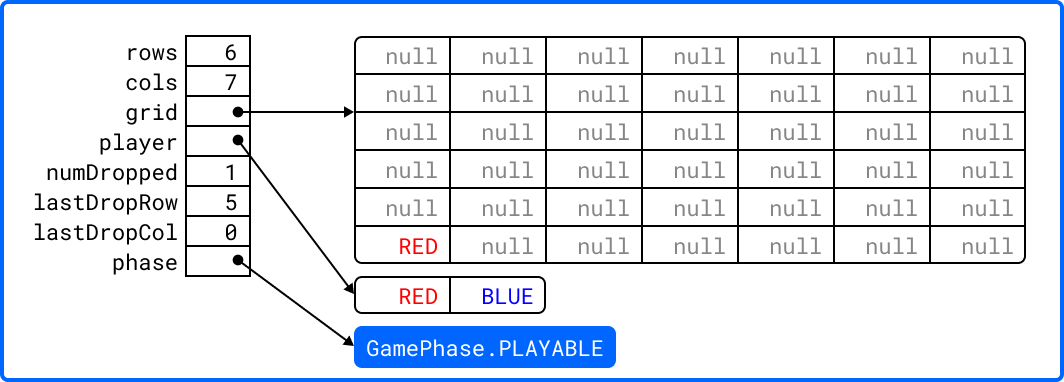 rows 6
cols 7
grid
player
numDropped 1
lastDropRow 5
lastDropCol 0
phase
null null null null null null null
null null null null null null null
null null null null null null null
null null null null null null null
null null null null null null null
RED null null null null null null
RED BLUE
GamePhase.PLAYABLE